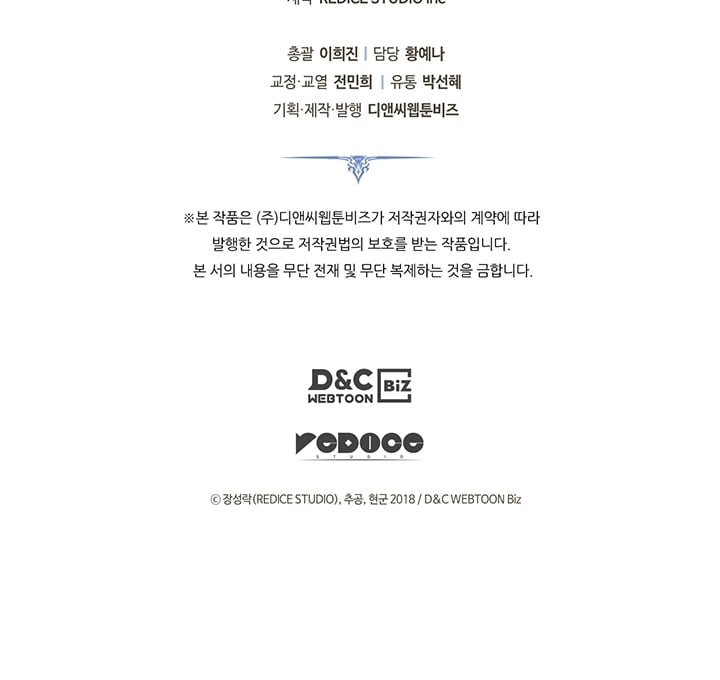 제작 REDICE STUDIO Inc
총괄 이희진 | 담당 황예나
교정·교열 전민희 | 유통 박선혜
기획·제작·발행 디앤씨웹툰비즈
※본 작품은 (주)디앤씨웹툰비즈가 저작권자와의 계약에 따라
발행한 것으로 저작권법의 보호를 받는 작품입니다.
본 서의 내용을 무단 전재 및 무단 복제하는 것을 금합니다.
D&C BiZ
WEBTOON
REDICE
STUDIO
ⓒ 장성락(REDICE STUDIO), 추공, 현군 2018 / D&C WEBTOON Biz